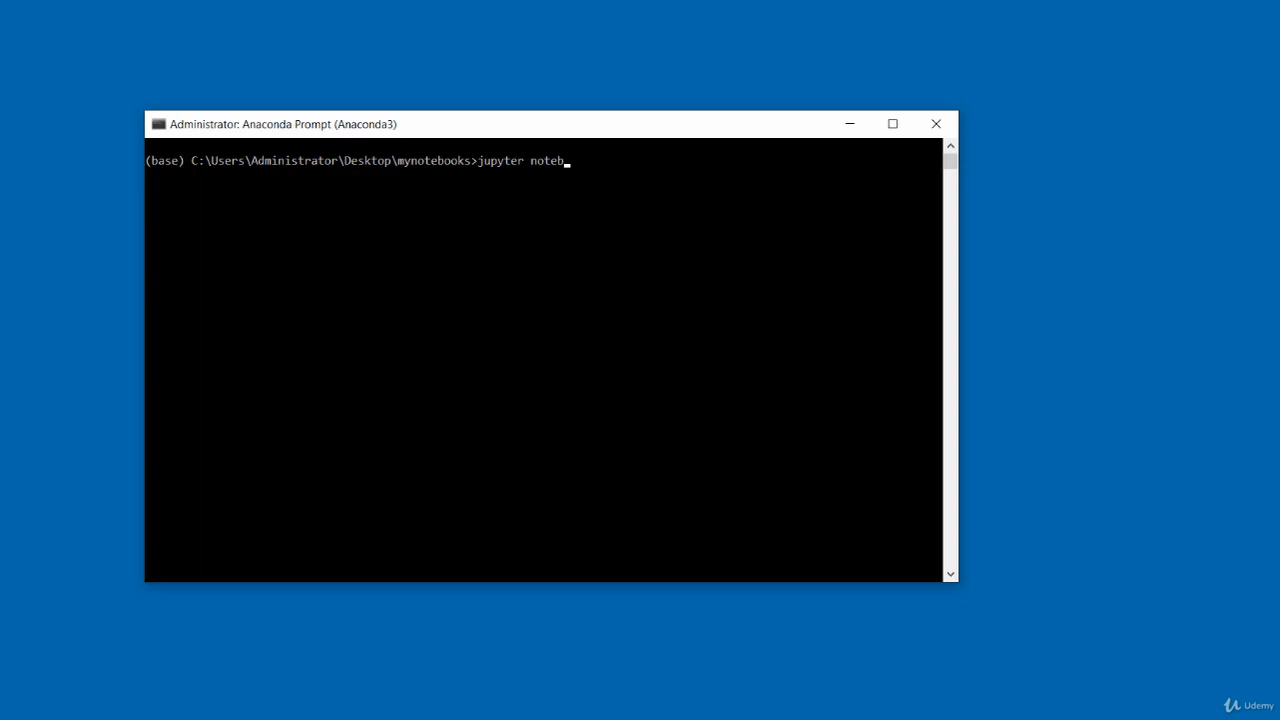 Administrator: Anaconda Prompt (Anaconda3)
(base) C:\Users\Administrator\Desktop\mynotebooks>jupyter noteb
Udemy